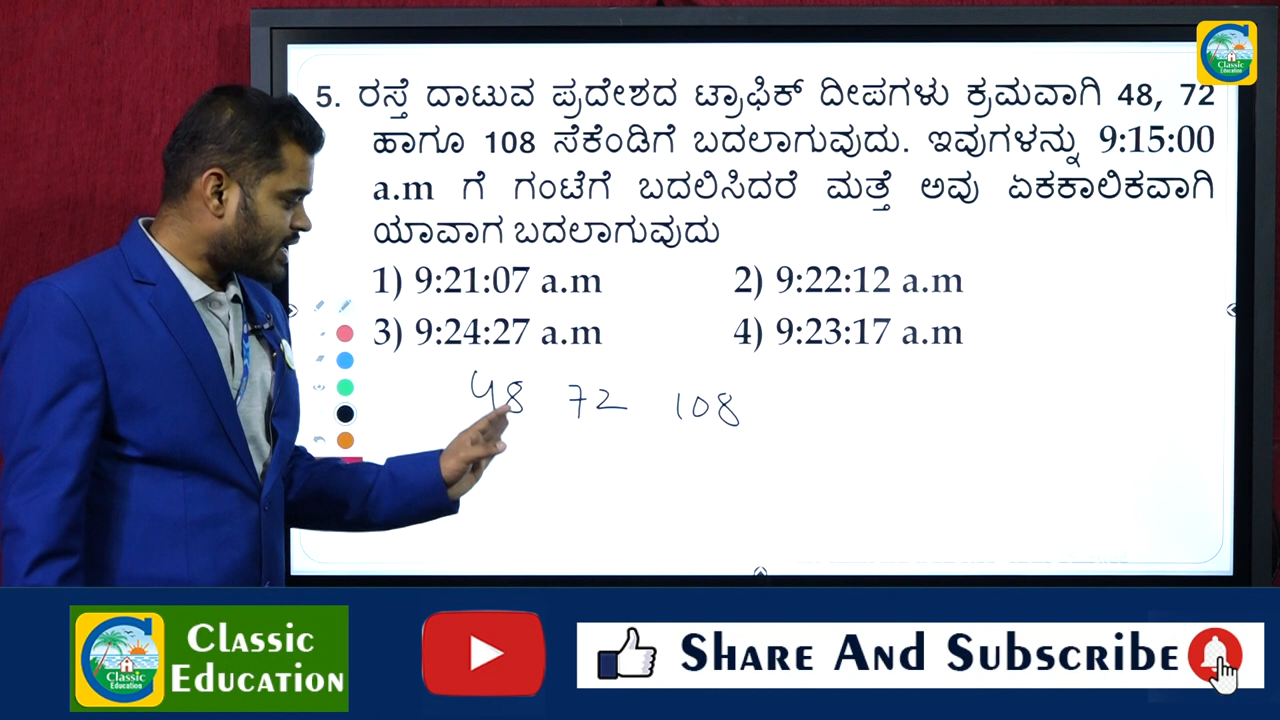 Classic
Education
5. ರಸ್ತೆ ದಾಟುವ ಪ್ರದೇಶದ ಟ್ರಾಫಿಕ್ ದೀಪಗಳು ಕ್ರಮವಾಗಿ 48, 72
ಹಾಗೂ 108 ಸೆಕೆಂಡಿಗೆ ಬದಲಾಗುವುದು. ಇವುಗಳನ್ನು 9:15:00
a.m ಗೆ ಗಂಟೆಗೆ ಬದಲಿಸಿದರೆ ಮತ್ತೆ ಅವು ಏಕಕಾಲಿಕವಾಗಿ
ಯಾವಾಗ ಬದಲಾಗುವುದು
1) 9:21:07 a.m 2) 9:22:12 a.m
3) 9:24:27 a.m 4) 9:23:17 a.m
48 72 108
Classic
Education
Classic
Education
Share And Subscribe